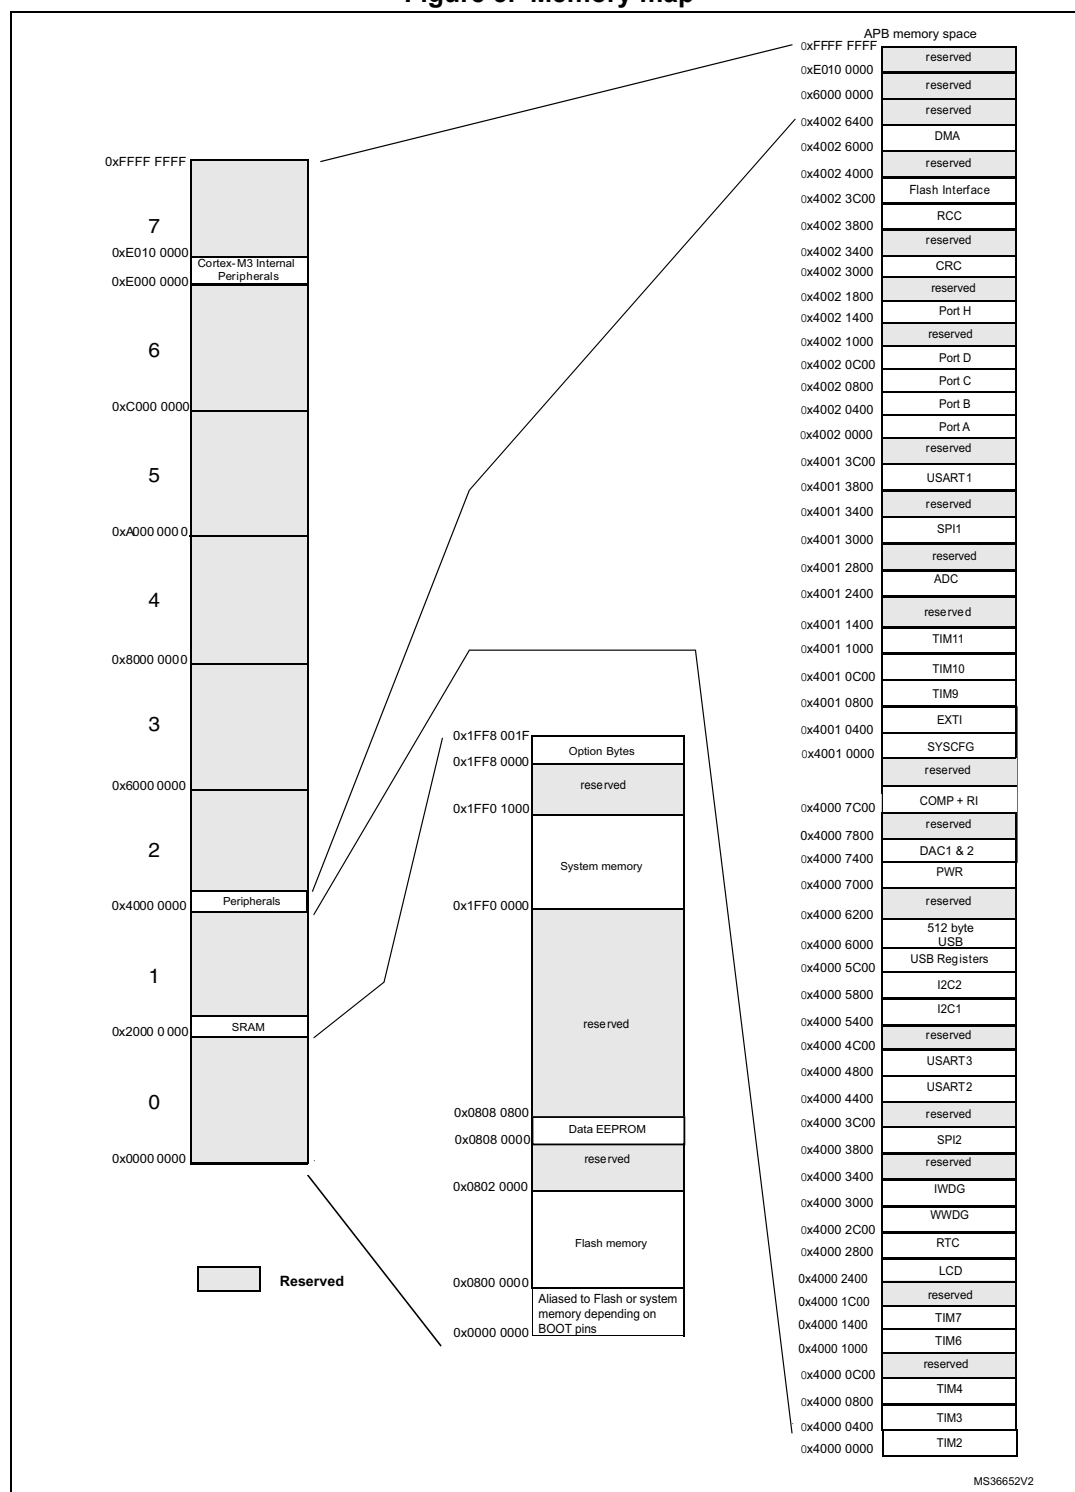 Figure 8. Memory map
0xFFFF FFFF
7
0xE010 0000
Cortex-M3 Internal
Peripherals
0xE000 0000
6
0xC000 0000
5
0xA000 0000
4
0x8000 0000
3
0x6000 0000
2
Peripherals
0x4000 0000
1
SRAM
0x2000 0000
0
0x0000 0000
Reserved
0x1FF8 001F
Option Bytes
0x1FF8 0000
reserved
0x1FF0 1000
System memory
0x1FF0 0000
reserved
0x0808 0800
Data EEPROM
0x0808 0000
reserved
0x0802 0000
Flash memory
0x0800 0000
Aliased to Flash or system
memory depending on
BOOT pins
0x0000 0000
APB memory space
0xFFFF FFFF
reserved
0xE010 0000
reserved
0x6000 0000
reserved
0x4002 6400
DMA
0x4002 6000
reserved
0x4002 4000
Flash Interface
0x4002 3C00
RCC
0x4002 3800
reserved
0x4002 3400
CRC
0x4002 3000
reserved
0x4002 1800
Port H
0x4002 1400
reserved
0x4002 1000
Port D
0x4002 0C00
Port C
0x4002 0800
Port B
0x4002 0400
Port A
0x4002 0000
reserved
0x4001 3C00
USART1
0x4001 3800
reserved
0x4001 3400
SPI1
0x4001 3000
reserved
0x4001 2800
ADC
0x4001 2400
reserved
0x4001 1400
TIM11
0x4001 1000
TIM10
0x4001 0C00
TIM9
0x4001 0800
EXTI
0x4001 0400
SYSCFG
0x4001 0000
reserved
COMP + RI
0x4000 7C00
reserved
0x4000 7800
DAC1 & 2
0x4000 7400
PWR
0x4000 7000
reserved
0x4000 6200
512 byte
USB
0x4000 6000
USB Registers
0x4000 5C00
I2C2
0x4000 5800
I2C1
0x4000 5400
reserved
0x4000 4C00
USART3
0x4000 4800
USART2
0x4000 4400
reserved
0x4000 3C00
SPI2
0x4000 3800
reserved
0x4000 3400
IWDG
0x4000 3000
WWDG
0x4000 2C00
RTC
0x4000 2800
LCD
0x4000 2400
reserved
0x4000 1C00
TIM7
0x4000 1400
TIM6
0x4000 1000
reserved
0x4000 0C00
TIM4
0x4000 0800
TIM3
0x4000 0400
TIM2
0x4000 0000
MS36652V2